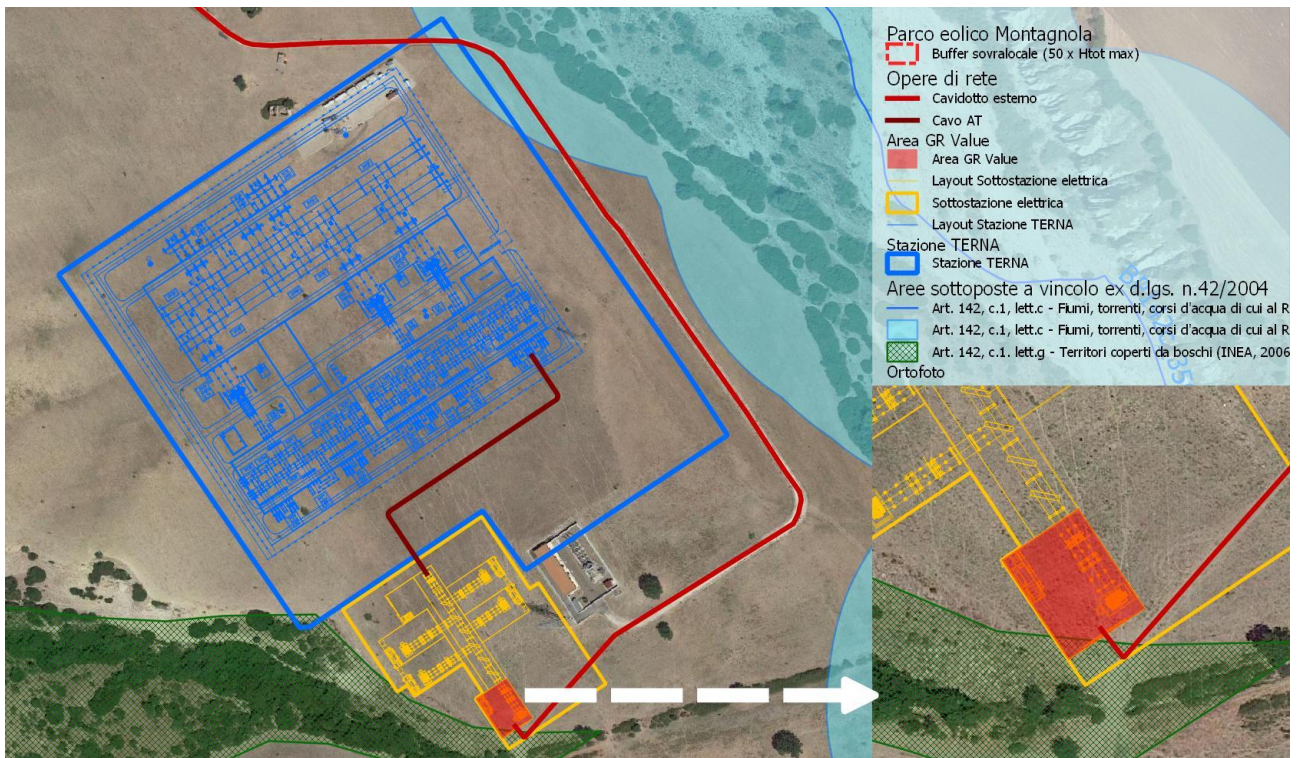 Parco eolico Montagnola
Buffer sovralocale (50 x Htot max)
Opere di rete
Cavidotto esterno
Cavo AT
Area GR Value
Area GR Value
Layout Sottostazione elettrica
Sottostazione elettrica
Layout Stazione TERNA
Stazione TERNA
Stazione TERNA
Aree sottoposte a vincolo ex d.lgs. n.42/2004
Art. 142, c.1, lett.c - Fiumi, torrenti, corsi d'acqua di cui al R
Art. 142, c.1, lett.c - Fiumi, torrenti, corsi d'acqua di cui al R
Art. 142, c.1, lett.g - Territori coperti da boschi (INEA, 2006
Ortofoto